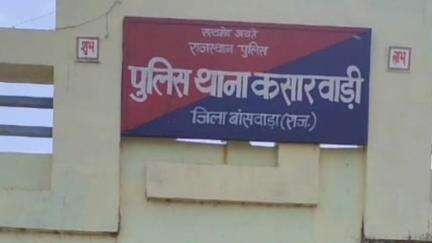 सत्यमेव जयते
राजस्थान पुलिस
शुभ
लाभ
पुलिस थाना कसारवाड़ी
जिला बांसवाड़ा (राज.)